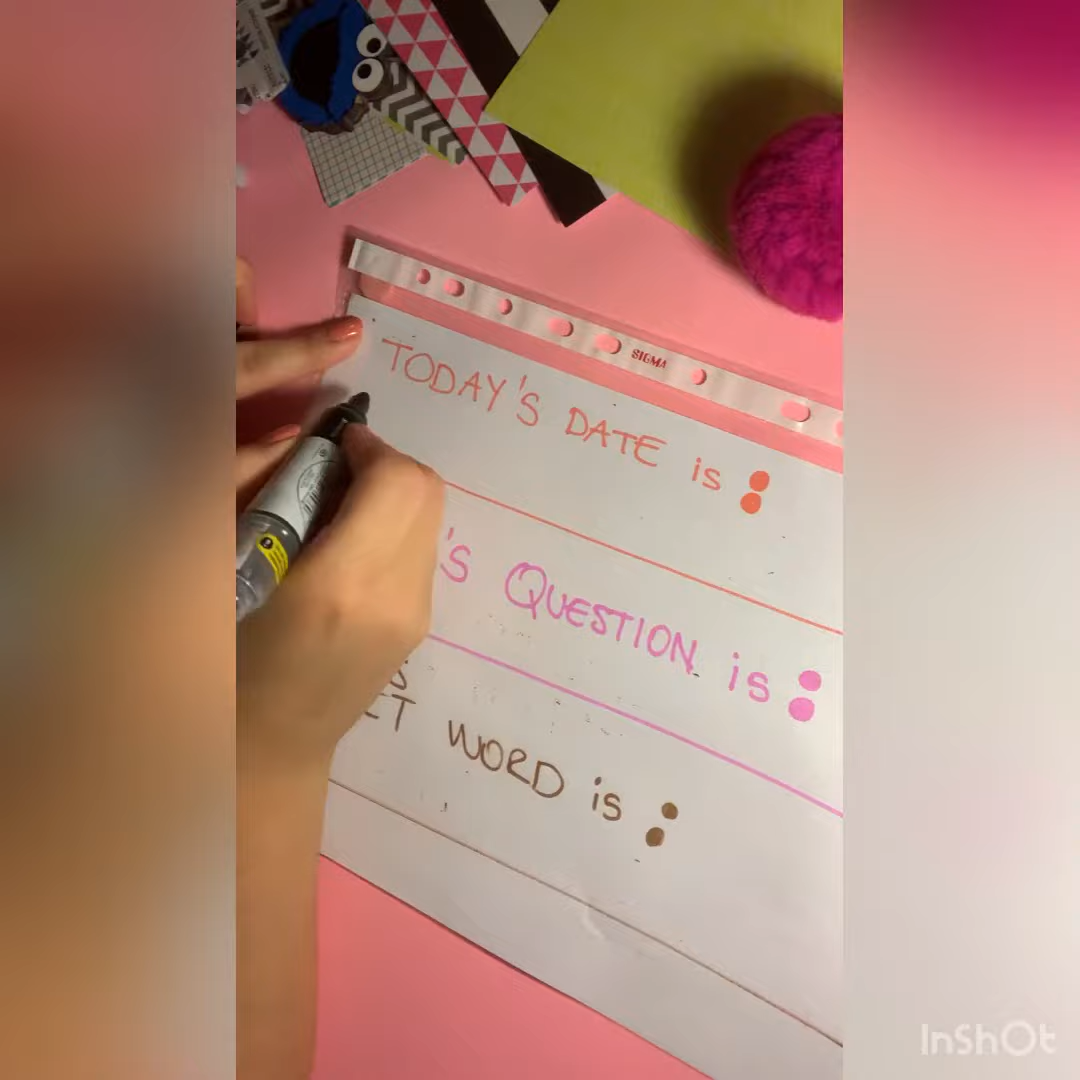 SIGMA
TODAY'S DATE is :
'S QUESTION is :
WORD is :
InShOt